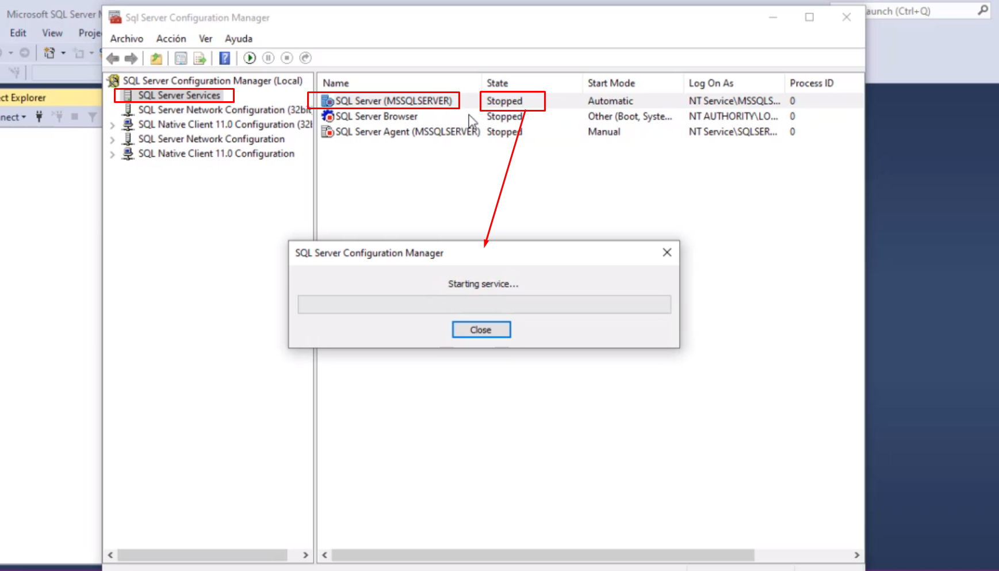 Microsoft SQL Server M
Sql Server Configuration Manager
aunch (Ctrl+Q)
Edit View Proje
Archivo Acción Ver Ayuda
SQL Server Configuration Manager (Local)
SQL Server Services
SQL Server Network Configuration (32bit
SQL Native Client 11.0 Configuration (32b
SQL Server Network Configuration
SQL Native Client 11.0 Configuration
ct Explorer
nnect
Name State Start Mode Log On As Process ID
SQL Server (MSSQLSERVER) Stopped Automatic NT Service\MSSQLS... 0
SQL Server Browser Stopped Other (Boot, Syste... NT AUTHORITY\LO... 0
SQL Server Agent (MSSQLSERVER) Stopped Manual NT Service\SQLSER... 0
SQL Server Configuration Manager
Starting service...
Close